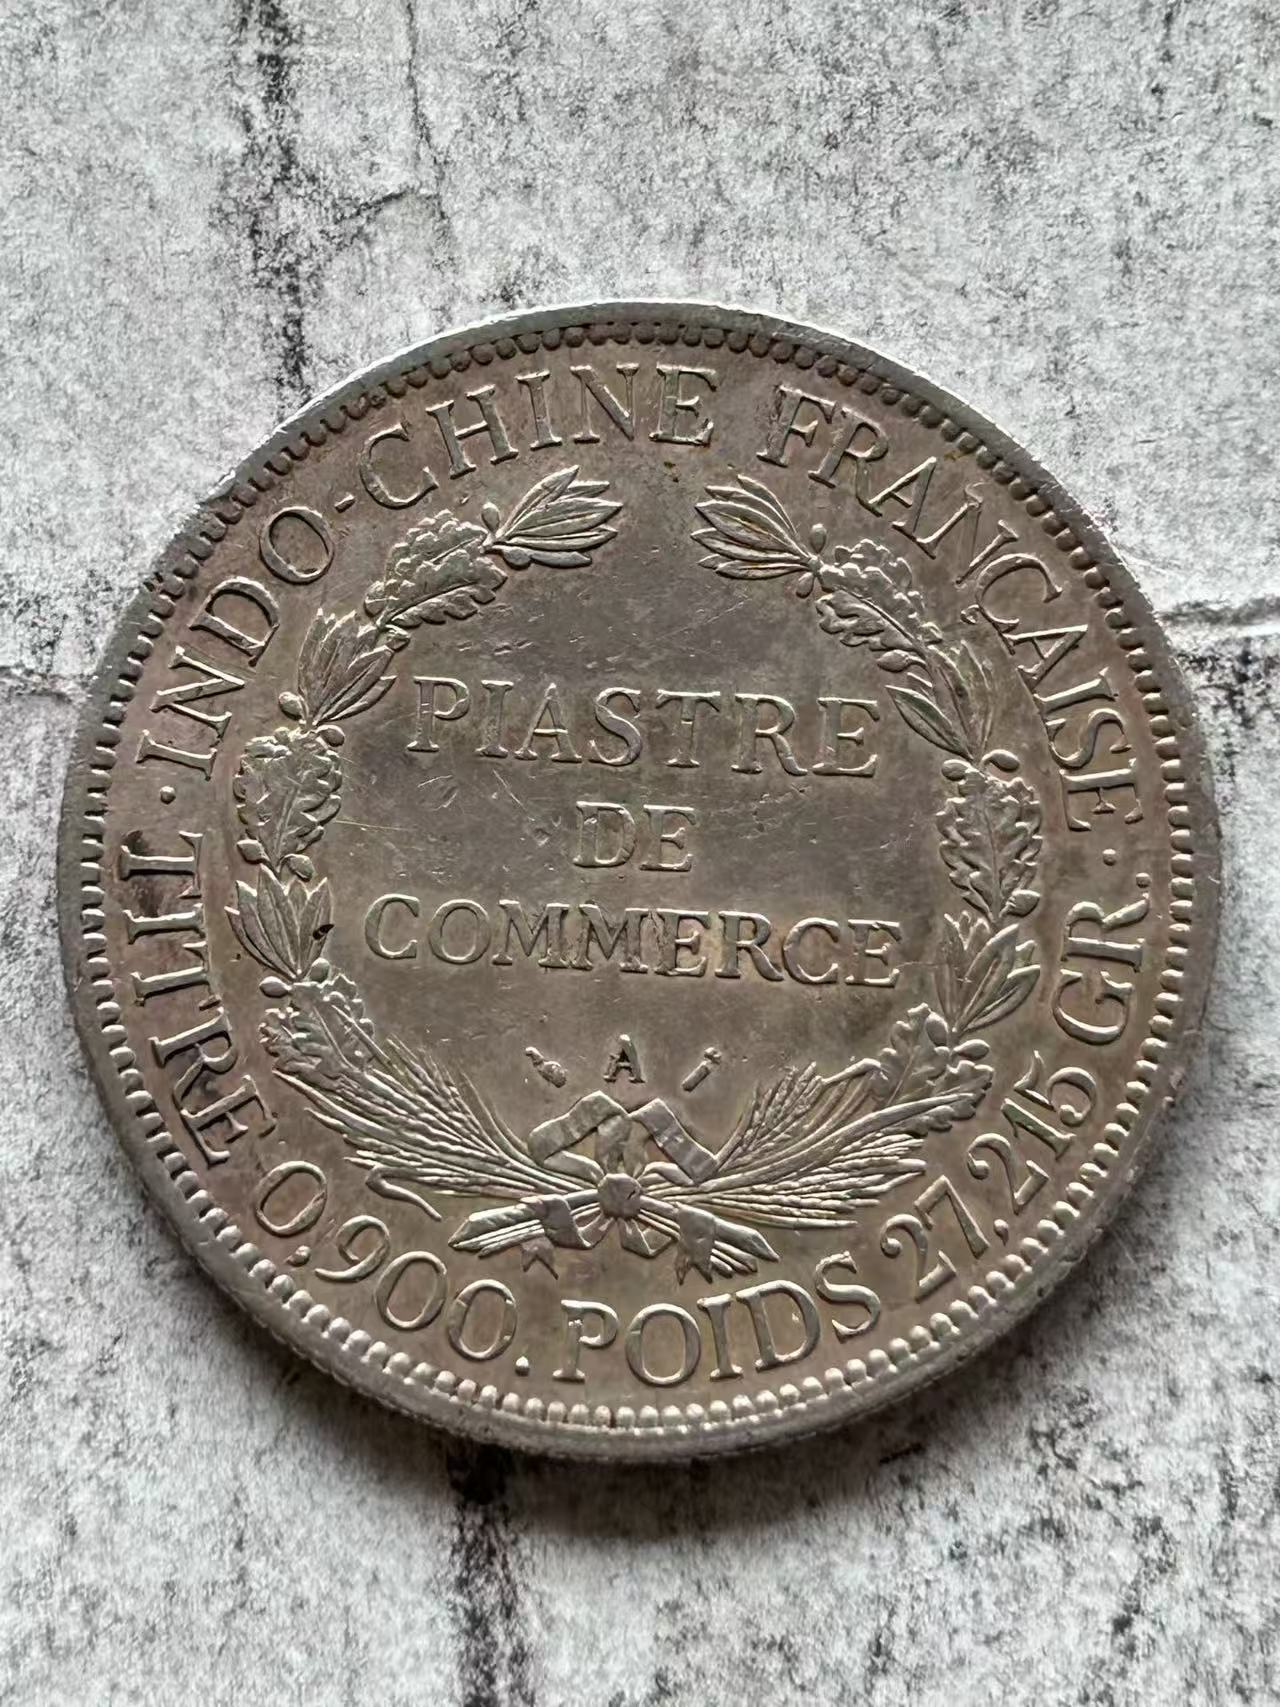 INDO-CHINE FRANÇAISE
PIASTRE
DE
COMMERCE
A
TITRE 0,900. POIDS 27,215 GR.